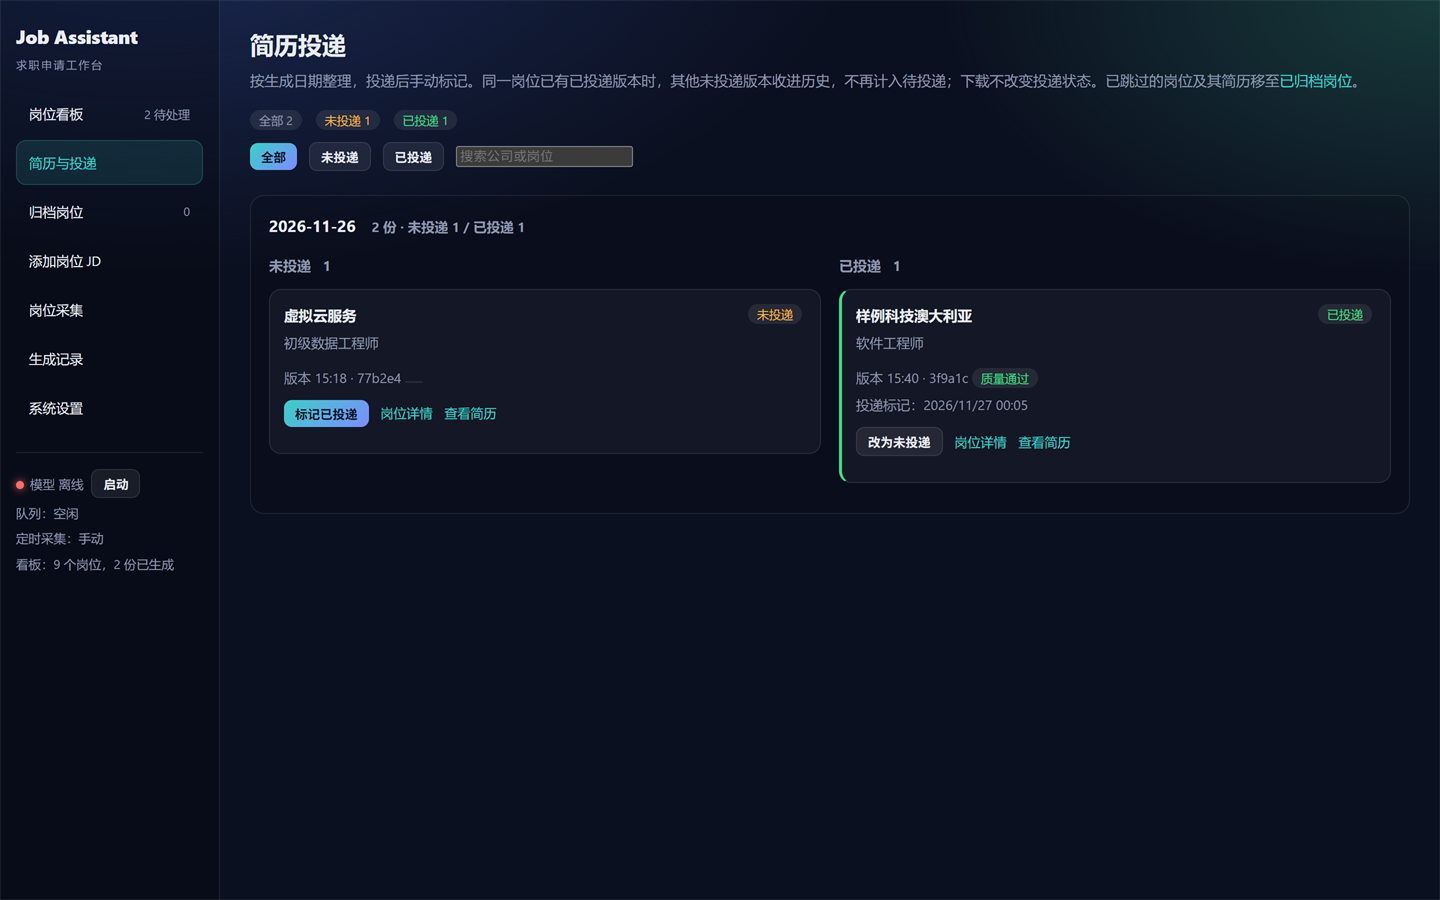 Job Assistant
求职申请工作台
岗位看板 2 待处理
简历与投递
归档岗位 0
添加岗位 JD
岗位采集
生成记录
系统设置
模型 离线 启动
队列：空闲
定时采集：手动
看板：9 个岗位，2 份已生成
简历投递
按生成日期整理，投递后手动标记。同一岗位已有已投递版本时，其他未投递版本收进历史，不再计入待投递；下载不改变投递状态。已跳过的岗位及其简历移至已归档岗位。
全部 2 未投递 1 已投递 1
全部 未投递 已投递 搜索公司或岗位
2026-11-26 2 份 · 未投递 1 / 已投递 1
未投递 1
虚拟云服务 未投递
初级数据工程师
版本 15:18 · 77b2e4
标记已投递 岗位详情 查看简历
已投递 1
样例科技澳大利亚 已投递
软件工程师
版本 15:40 · 3f9a1c 质量通过
投递标记：2026/11/27 00:05
改为未投递 岗位详情 查看简历